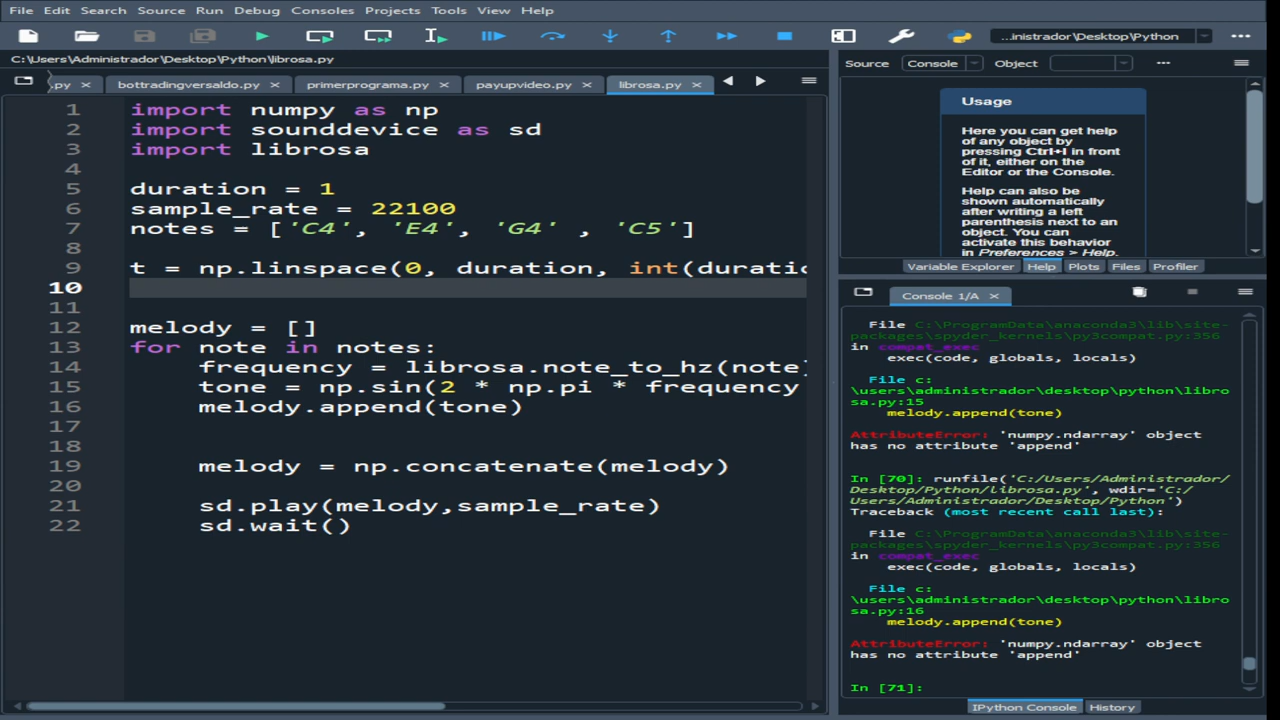 File Edit Search Source Run Debug Consoles Projects Tools View Help
...inistrador\Desktop\Python
C:\Users\Administrador\Desktop\Python\librosa.py
.py × bottradingversaldo.py × primerprograma.py × payupvideo.py × librosa.py ×
1 import numpy as np
2 import sounddevice as sd
3 import librosa
4
5 duration = 1
6 sample_rate = 22100
7 notes = ['C4', 'E4', 'G4' , 'C5']
8
9 t = np.linspace(0, duration, int(duratio
10
11
12 melody = []
13 for note in notes:
14 frequency = librosa.note_to_hz(note)
15 tone = np.sin(2 * np.pi * frequency
16 melody.append(tone)
17
18
19 melody = np.concatenate(melody)
20
21 sd.play(melody,sample_rate)
22 sd.wait()
Source Console Object
Usage
Here you can get help
of any object by
pressing Ctrl+I in front
of it, either on the
Editor or the Console.
Help can also be
shown automatically
after writing a left
parenthesis next to an
object. You can
activate this behavior
in Preferences > Help.
Variable Explorer Help Plots Files Profiler
Console 1/A ×
File C:\ProgramData\anaconda3\lib\site-
packages\spyder_kernels\py3compat.py:356
in compat_exec
exec(code, globals, locals)
File c:
\users\administrador\desktop\python\libro
sa.py:15
melody.append(tone)
AttributeError: 'numpy.ndarray' object
has no attribute 'append'
In [70]: runfile('C:/Users/Administrador/
Desktop/Python/librosa.py', wdir='C:/
Users/Administrador/Desktop/Python')
Traceback (most recent call last):
File C:\ProgramData\anaconda3\lib\site-
packages\spyder_kernels\py3compat.py:356
in compat_exec
exec(code, globals, locals)
File c:
\users\administrador\desktop\python\libro
sa.py:16
melody.append(tone)
AttributeError: 'numpy.ndarray' object
has no attribute 'append'
In [71]:
IPython Console History